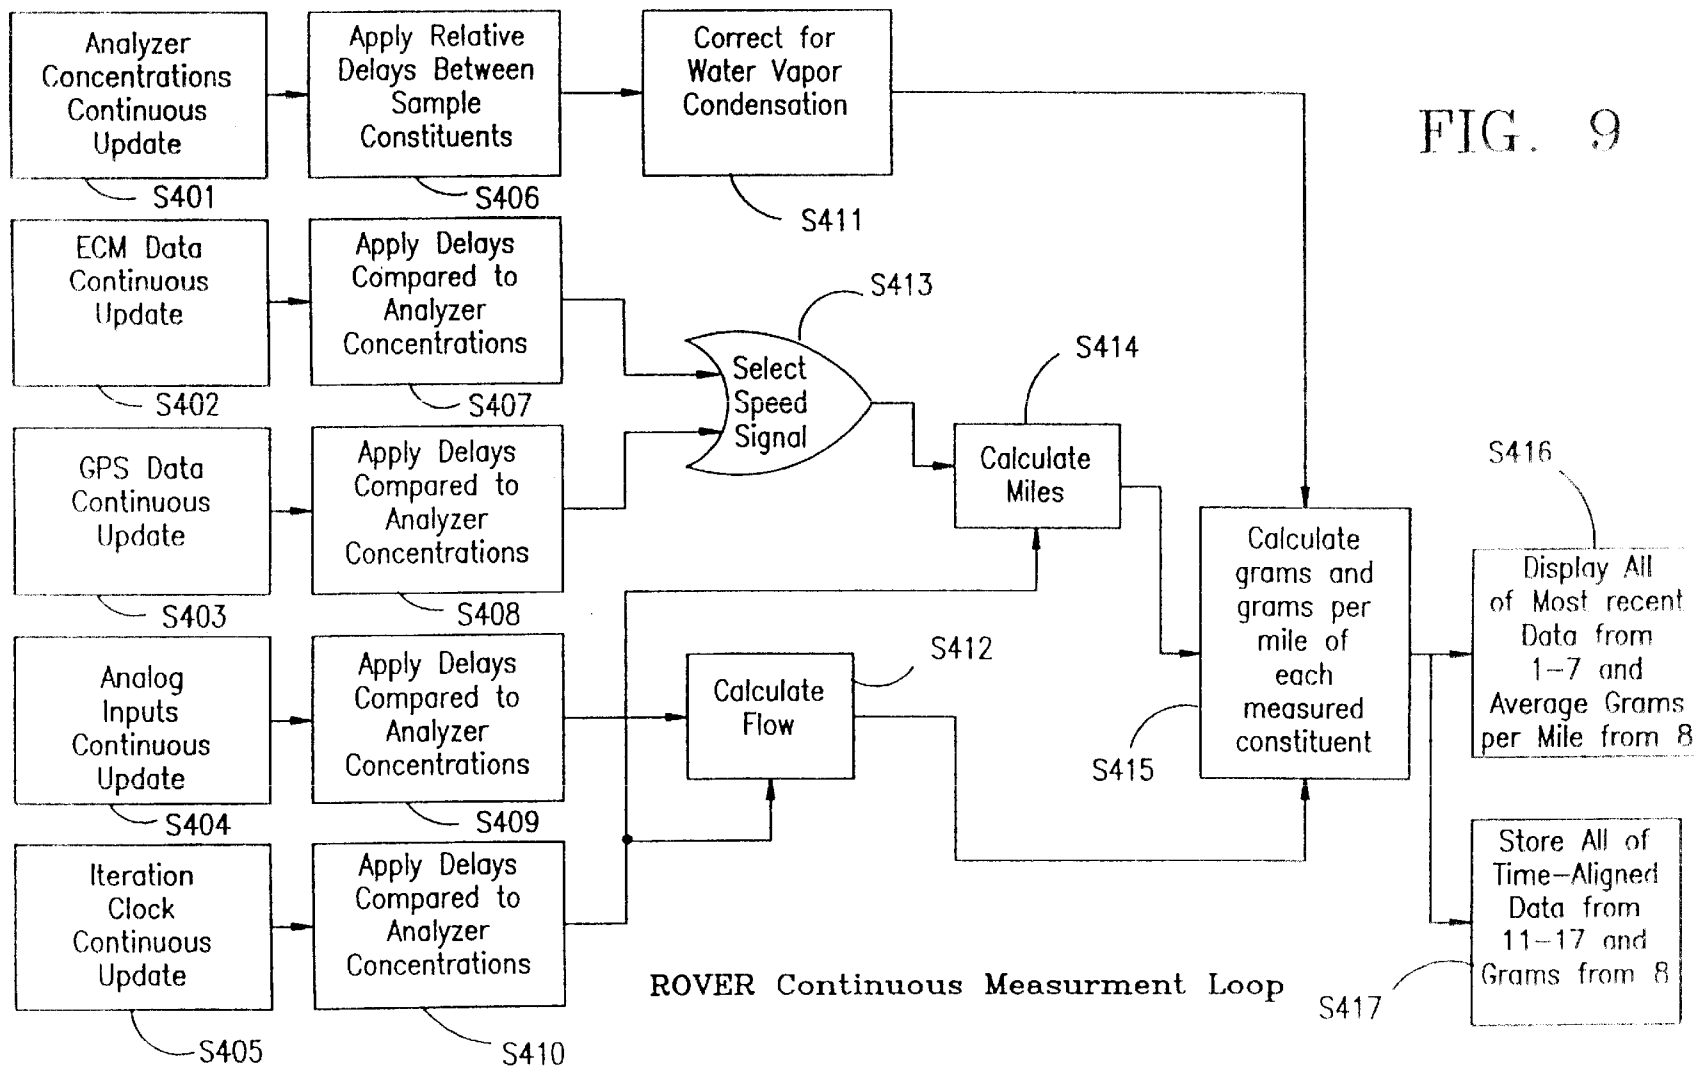 Analyzer
Concentrations
Continuous
Update
S401
Apply Relative
Delays Between
Sample
Constituents
S406
Correct for
Water Vapor
Condensation
S411
FIG. 9
ECM Data
Continuous
Update
S402
Apply Delays
Compared to
Analyzer
Concentrations
S407
S413
Select
Speed
Signal
S414
Calculate
Miles
GPS Data
Continuous
Update
S403
Apply Delays
Compared to
Analyzer
Concentrations
S408
Calculate
grams and
grams per
mile of
each
measured
constituent
S415
S416
Display All
of Most recent
Data from
1-7 and
Average Grams
per Mile from 8
Analog
Inputs
Continuous
Update
S404
Apply Delays
Compared to
Analyzer
Concentrations
S409
S412
Calculate
Flow
Iteration
Clock
Continuous
Update
S405
Apply Delays
Compared to
Analyzer
Concentrations
S410
Store All of
Time-Aligned
Data from
11-17 and
Grams from 8
S417
ROVER Continuous Measurment Loop